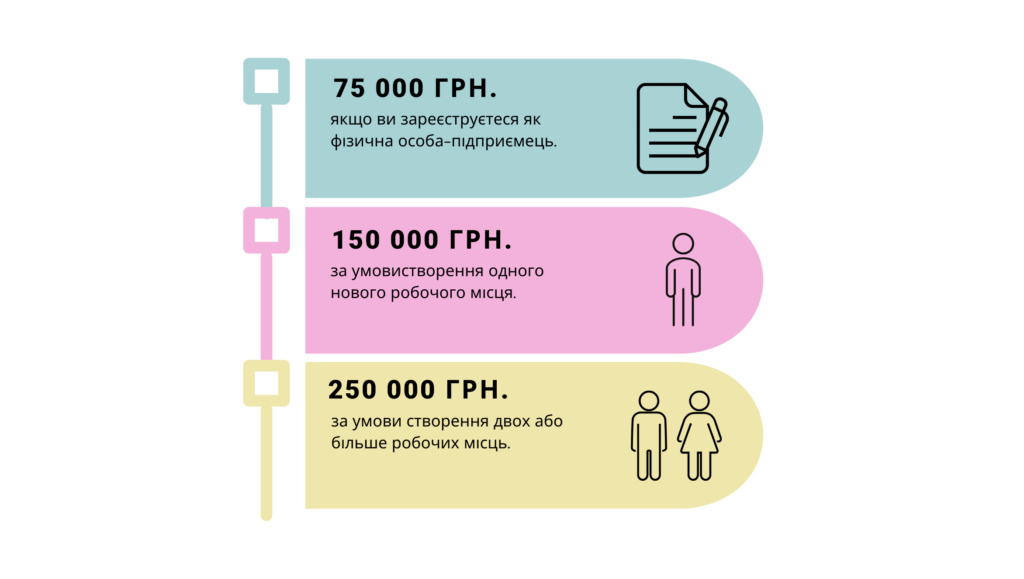 75 000 ГРН.
якщо ви зареєструєтеся як
фізична особа–підприємець.
150 000 ГРН.
за умовистворення одного
нового робочого місця.
250 000 ГРН.
за умови створення двох або
більше робочих місць.